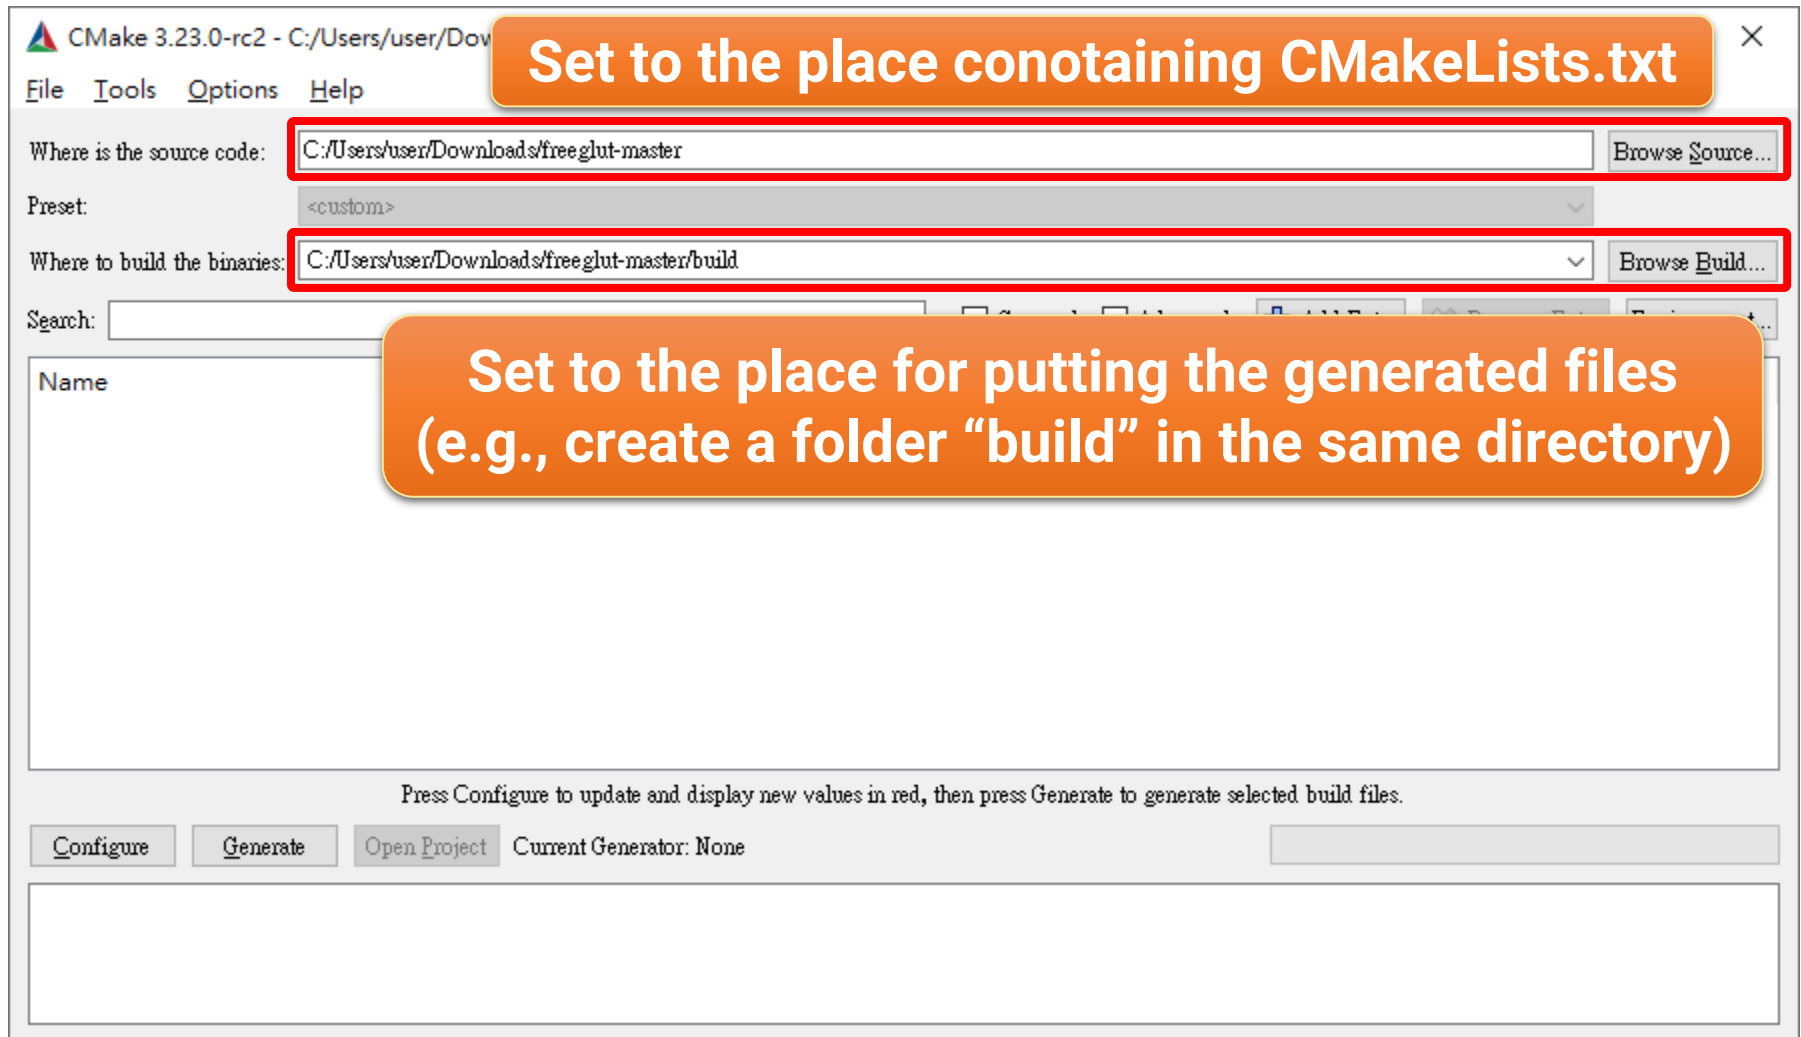 CMake 3.23.0-rc2 - C:/Users/user/Dow
Set to the place conotaining CMakeLists.txt
File Tools Options Help
Where is the source code: C:/Users/user/Downloads/freeglut-master Browse Source...
Preset: <custom>
Where to build the binaries: C:/Users/user/Downloads/freeglut-master/build Browse Build...
Search:
Set to the place for putting the generated files
(e.g., create a folder “build” in the same directory)
Name
Press Configure to update and display new values in red, then press Generate to generate selected build files.
Configure Generate Open Project Current Generator: None